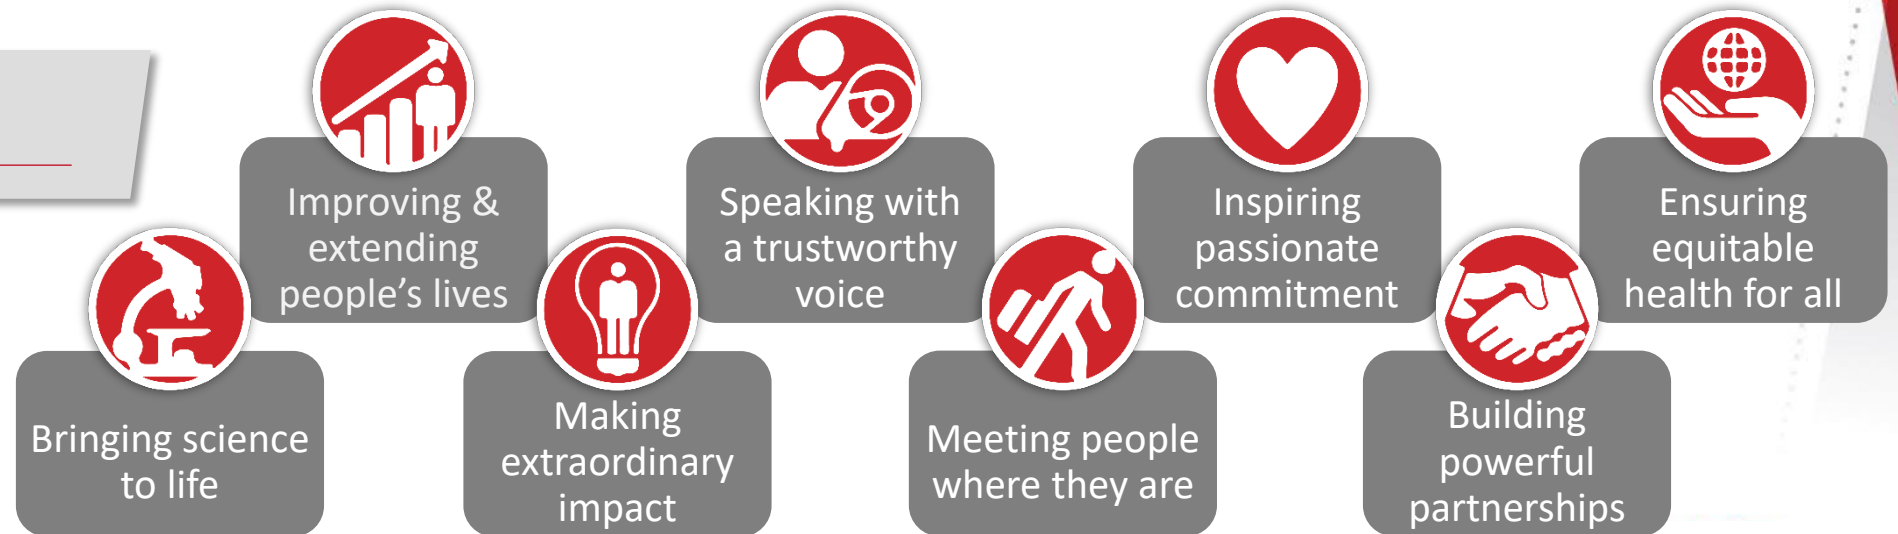 Improving &
extending
people’s lives
Speaking with
a trustworthy
voice
Inspiring
passionate
commitment
Ensuring
equitable
health for all
Bringing science
to life
Making
extraordinary
impact
Meeting people
where they are
Building
powerful
partnerships